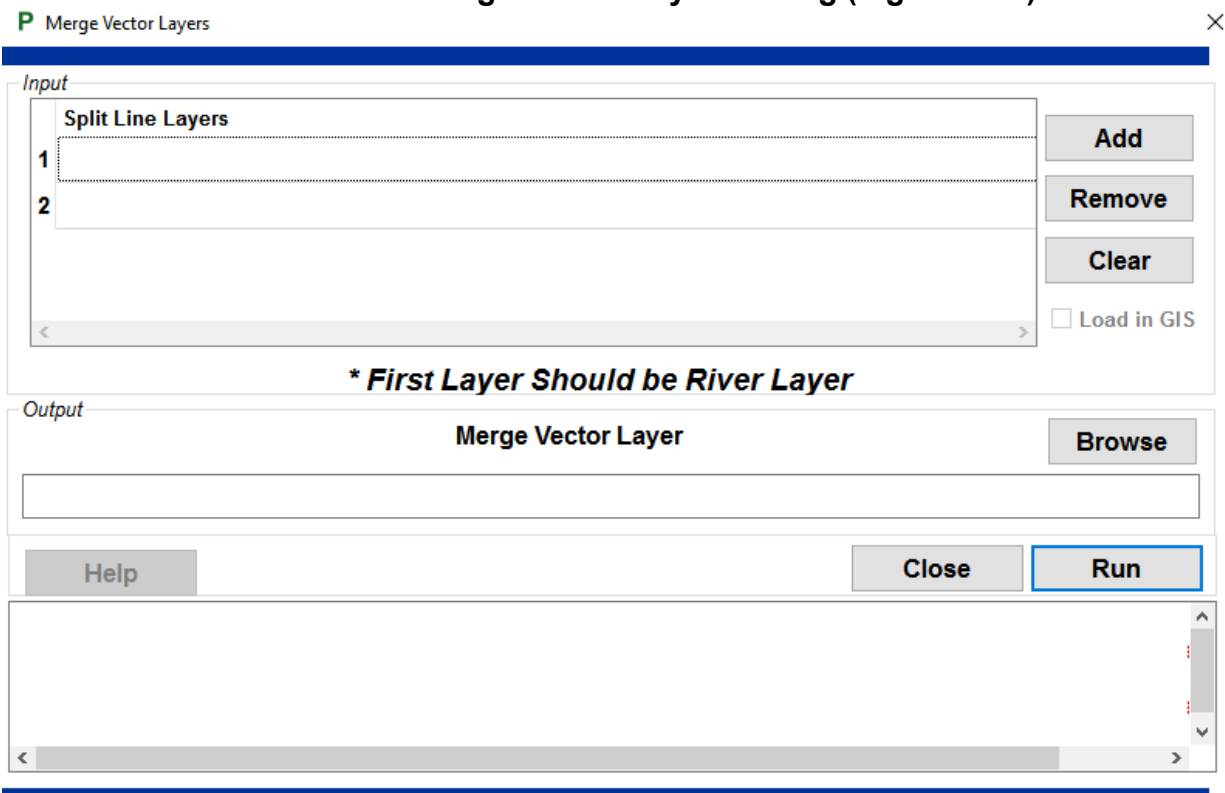 P Merge Vector Layers
Input
Split Line Layers
1
2
Add
Remove
Clear
Load in GIS
* First Layer Should be River Layer
Output
Merge Vector Layer
Browse
Help
Close
Run